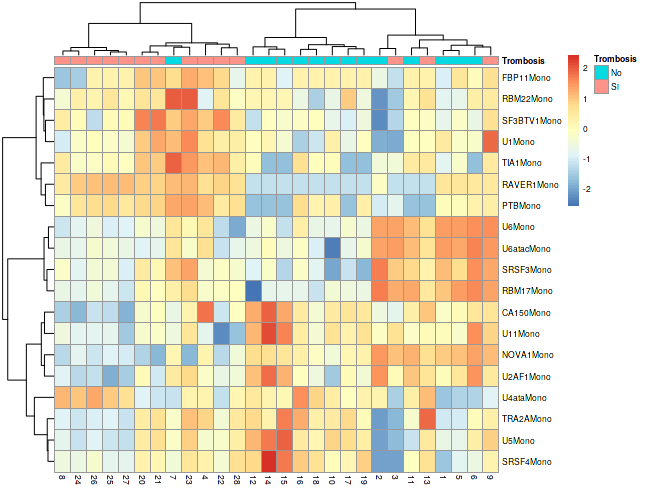 Trombosis
FBP11Mono
RBM22Mono
SF3BTV1Mono
U1Mono
TIA1Mono
RAVER1Mono
PTBMono
U6Mono
U6atacMono
SRSF3Mono
RBM17Mono
CA150Mono
U11Mono
NOVA1Mono
U2AF1Mono
U4ataMono
TRA2AMono
U5Mono
SRSF4Mono
8 24 26 25 27 20 21 7 23 4 22 28 12 14 15 16 18 10 17 19 2 3 11 13 1 5 6 9
2
1
0
-1
-2
Trombosis
No
SI